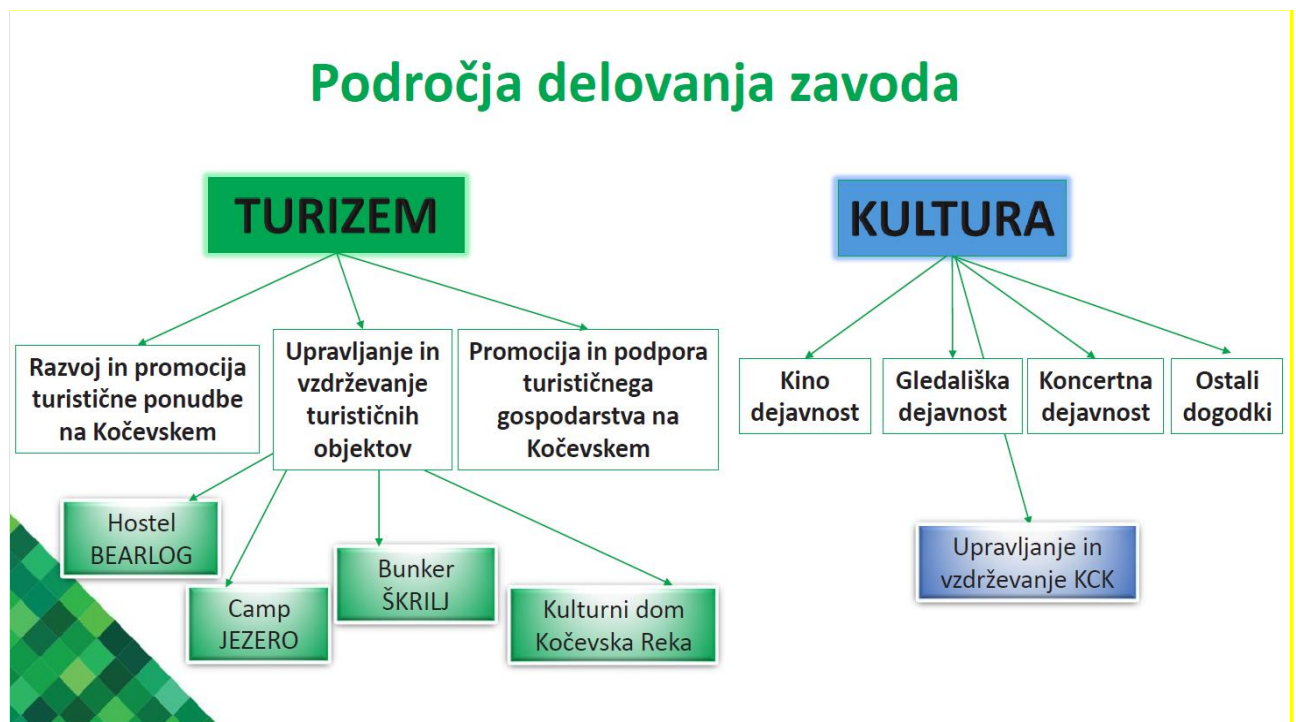 Področja delovanja zavoda
TURIZEM
KULTURA
Razvoj in promocija
turistične ponudbe
na Kočevskem
Upravljanje in
vzdrževanje
turističnih
objektov
Promocija in podpora
turističnega
gospodarstva na
Kočevskem
Kino
dejavnost
Gledališka
dejavnost
Koncertna
dejavnost
Ostali
dogodki
Hostel
BEARLOG
Camp
JEZERO
Bunker
ŠKRILJ
Kulturni dom
Kočevska Reka
Upravljanje in
vzdrževanje KCK